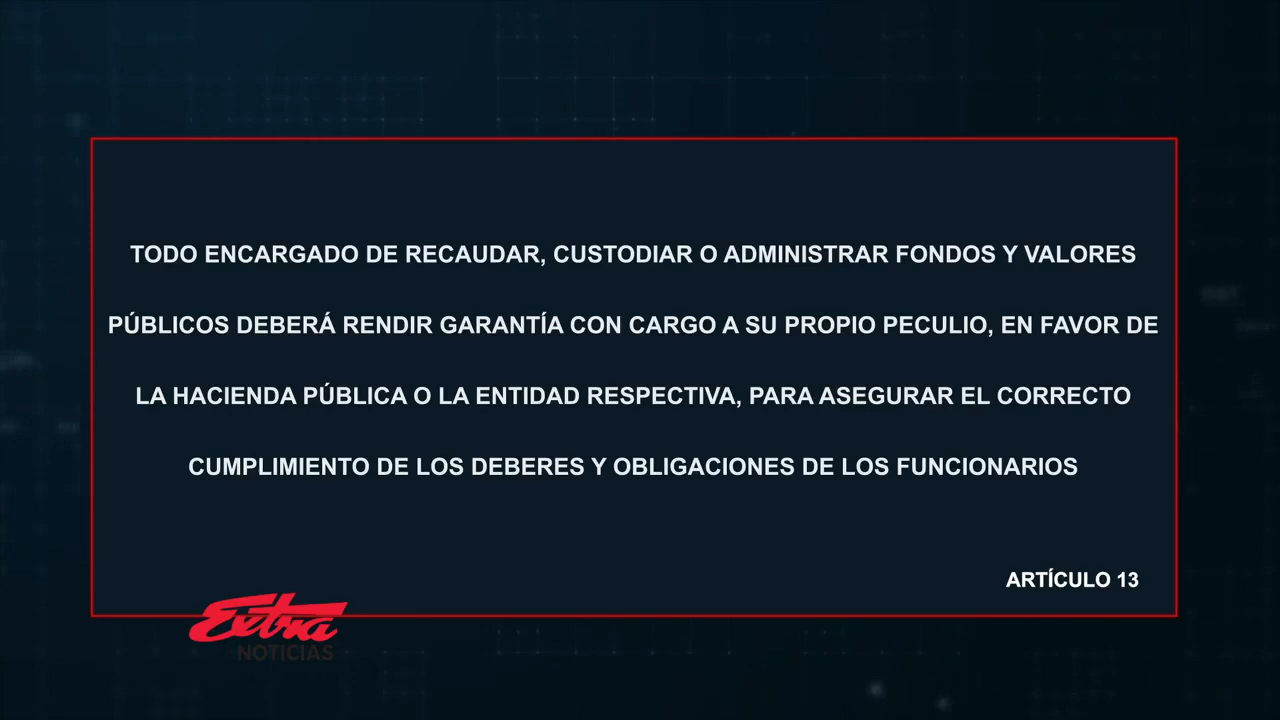 TODO ENCARGADO DE RECAUDAR, CUSTODIAR O ADMINISTRAR FONDOS Y VALORES
PÚBLICOS DEBERÁ RENDIR GARANTÍA CON CARGO A SU PROPIO PECULIO, EN FAVOR DE
LA HACIENDA PÚBLICA O LA ENTIDAD RESPECTIVA, PARA ASEGURAR EL CORRECTO
CUMPLIMIENTO DE LOS DEBERES Y OBLIGACIONES DE LOS FUNCIONARIOS
ARTÍCULO 13
Extra
NOTICIAS